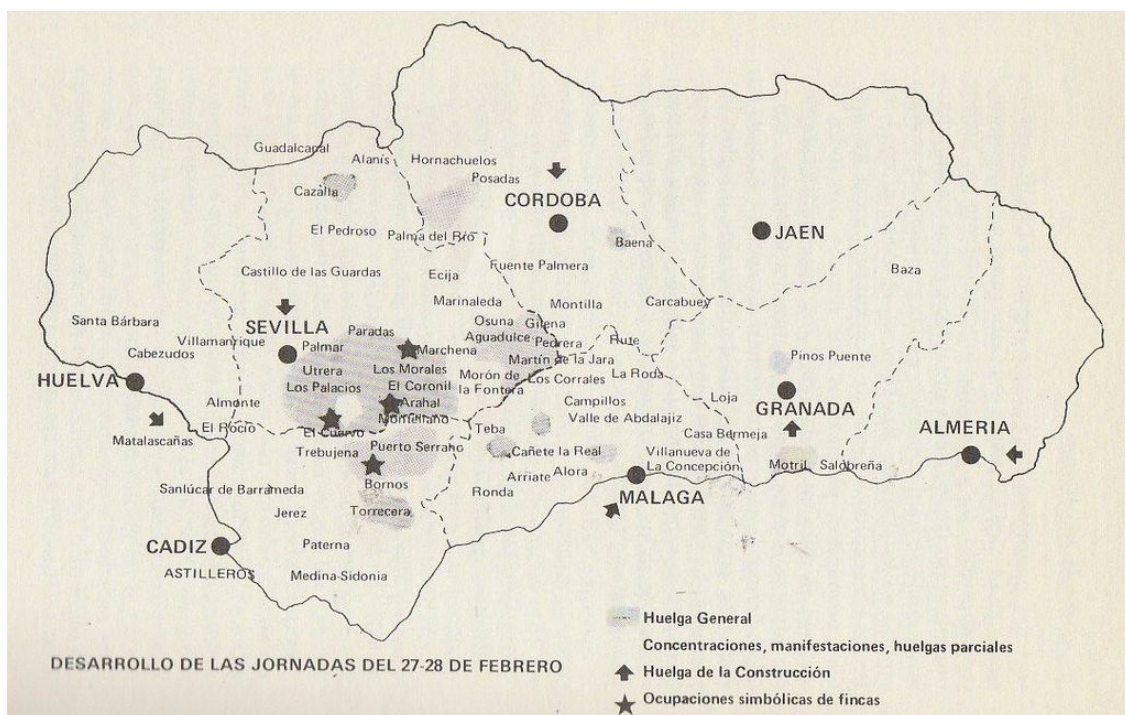 Guadalcanal
Alanís
Hornachuelos
Posadas
Cazalla
CORDOBA
El Pedroso
Palma del Río
Baena
JAEN
Castillo de las Guardas
Ecija
Fuente Palmera
Baza
Marinaleda
Montilla
Carcabuey
Santa Bárbara
SEVILLA
Paradas
Osuna
Gilena
Villamanrique
Palmar
Aguadulce
Pedrera
Rute
Cabezudos
Marchena
Martín de la Jara
Pinos Puente
Utrera
Los Morales
Morón de la Fontera
Los Corrales
La Roda
HUELVA
Los Palacios
El Coronil
Campillos
Loja
GRANADA
Almonte
Arahal
Valle de Abdalajiz
El Rocío
Montellano
Teba
ALMERIA
Matalascañas
El Cuervo
Casa Bermeja
Trebujena
Puerto Serrano
Cañete la Real
Villanueva de
La Concepción
Motril
Salobreña
Bornos
Arriate
Alora
Sanlúcar de Barrameda
Ronda
MALAGA
Jerez
Torrecera
CADIZ
Paterna
ASTILLEROS
Medina-Sidonia
Huelga General
Concentraciones, manifestaciones, huelgas parciales
DESARROLLO DE LAS JORNADAS DEL 27-28 DE FEBRERO
Huelga de la Construcción
Ocupaciones simbólicas de fincas